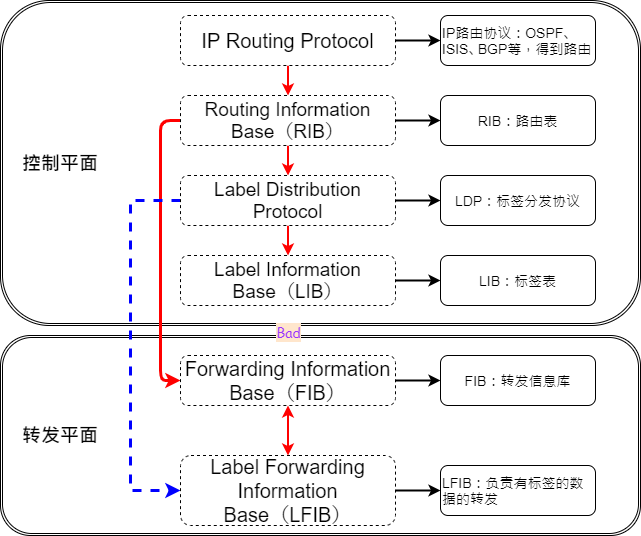 IP Routing Protocol
IP路由协议：OSPF、
ISIS、BGP等，得到路由
Routing Information
Base（RIB）
RIB：路由表
控制平面
Label Distribution
Protocol
LDP：标签分发协议
Label Information
Base（LIB）
LIB：标签表
Bad
Forwarding Information
Base（FIB）
FIB：转发信息库
转发平面
Label Forwarding
Information
Base（LFIB）
LFIB：负责有标签的数
据的转发